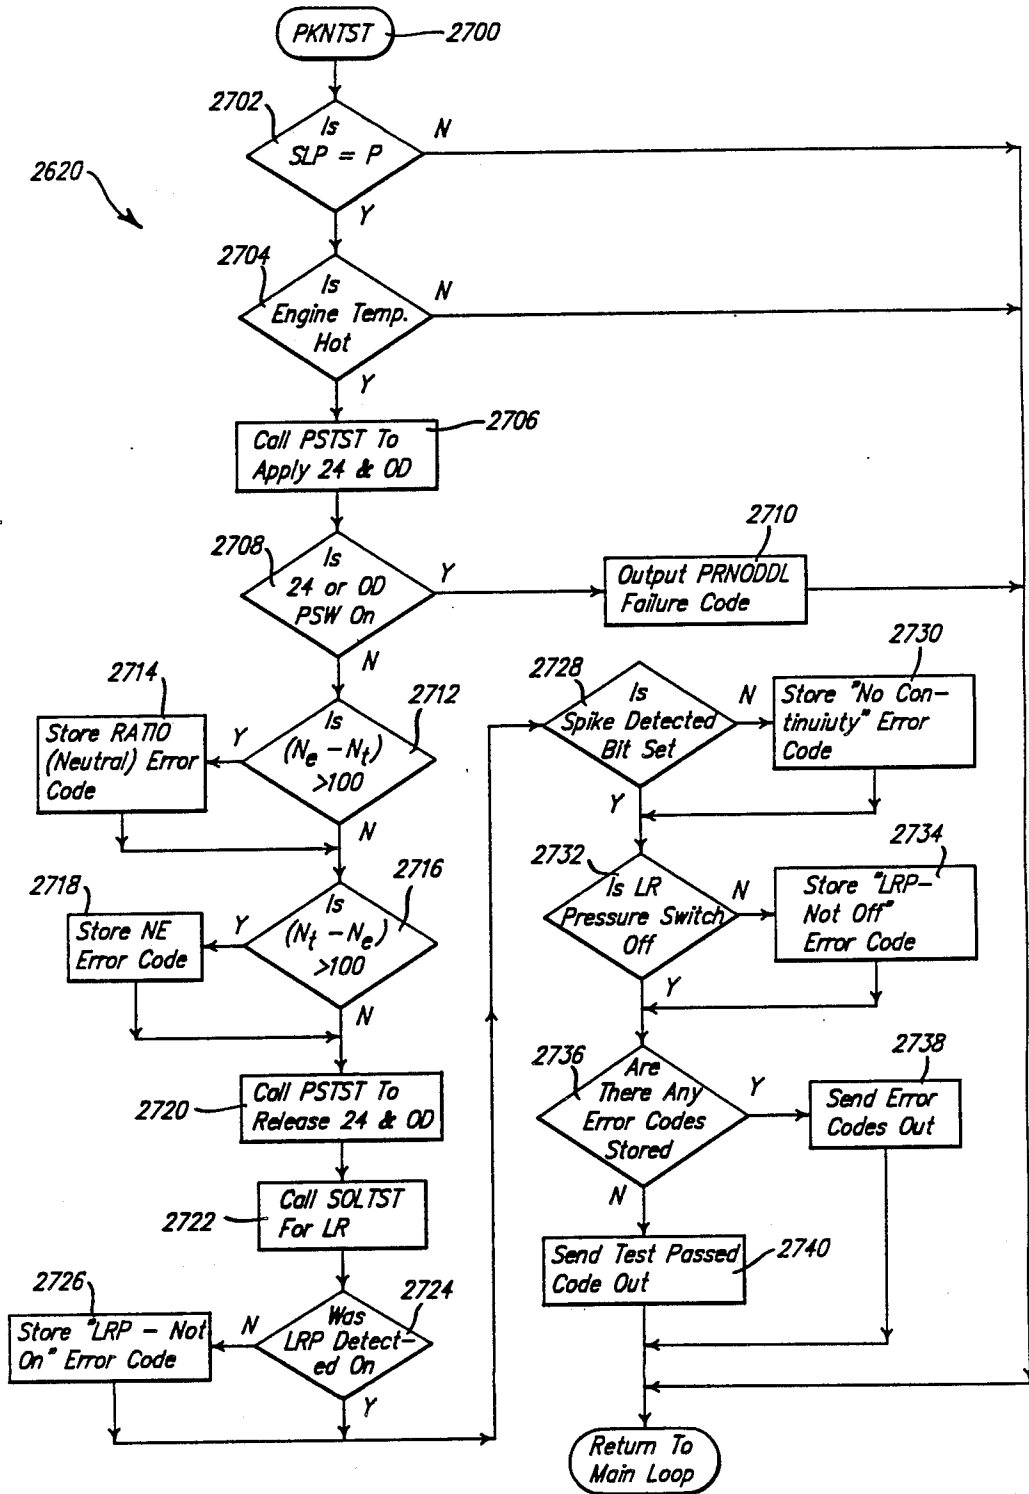 PKNTST
2700
2702
Is
SLP = P
N
Y
2620
2704
Is
Engine Temp.
Hot
N
Y
2706
Call PSTST To
Apply 24 & OD
2708
Is
24 or OD
PSW On
Y
N
2710
Output PRNODDL
Failure Code
2712
Is
(Ne - Nt)
>100
Y
N
2714
Store RATIO
(Neutral) Error
Code
2716
Is
(Nt - Ne)
>100
Y
N
2718
Store NE
Error Code
2720
Call PSTST To
Release 24 & OD
2722
Call SOLTST
For LR
2724
Was
LRP Detect-
ed On
N
Y
2726
Store "LRP - Not
On" Error Code
2728
Is
Spike Detected
Bit Set
N
Y
2730
Store "No Con-
tinuiuty" Error
Code
2732
Is LR
Pressure Switch
Off
N
Y
2734
Store "LRP-
Not Off"
Error Code
2736
Are
There Any
Error Codes
Stored
Y
N
2738
Send Error
Codes Out
2740
Send Test Passed
Code Out
Return To
Main Loop